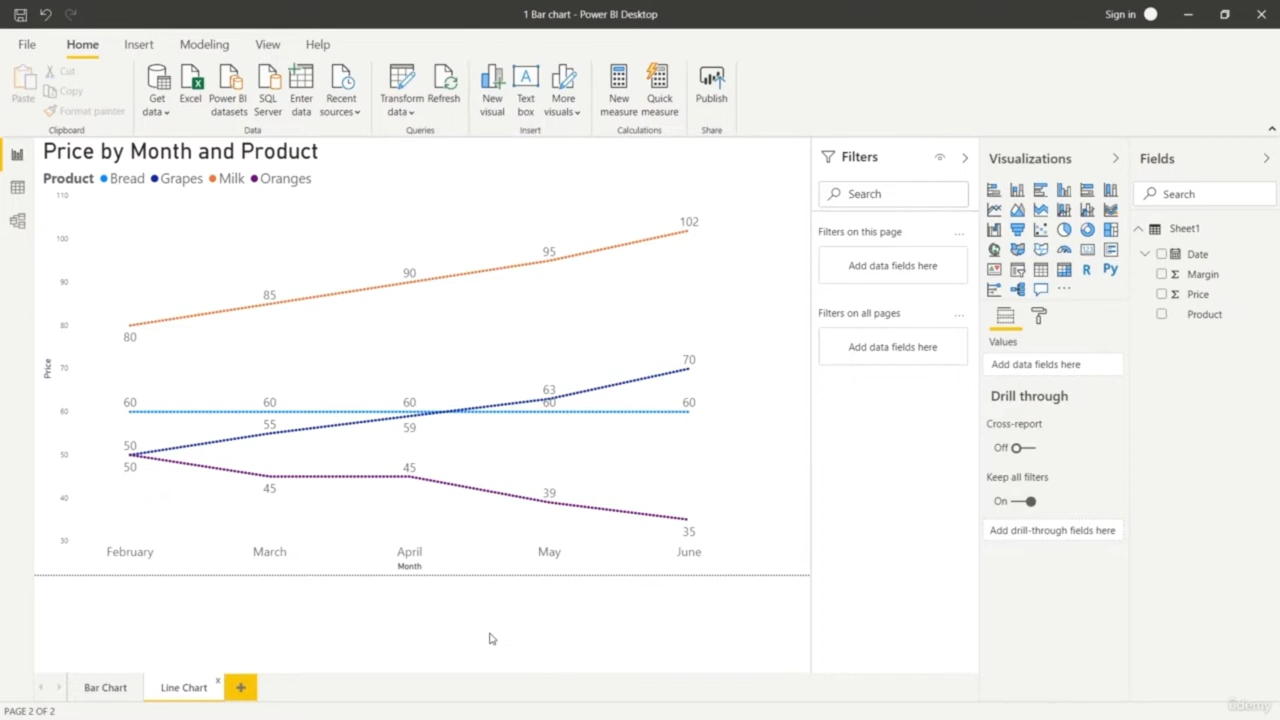 1 Bar chart - Power BI Desktop
Sign in
File Home Insert Modeling View Help
Paste
Cut
Copy
Format painter
Clipboard
Get data
Excel
Power BI datasets
SQL Server
Enter data
Recent sources
Data
Transform data
Refresh
Queries
New visual
Text box
More visuals
Insert
New measure
Quick measure
Calculations
Publish
Share
Price by Month and Product
Product Bread Grapes Milk Oranges
110
100
90
80
70
60
50
40
30
Price
80 85 90 95 102
60 60 60 60 60
50 55 59 63 70
50 45 45 39 35
February March April May June
Month
Filters
Search
Filters on this page ...
Add data fields here
Filters on all pages ...
Add data fields here
Visualizations
R Py
...
Values
Add data fields here
Drill through
Cross-report
Off
Keep all filters
On
Add drill-through fields here
Fields
Search
Sheet1
Date
Σ Margin
Σ Price
Product
Bar Chart
Line Chart x
+
PAGE 2 OF 2
ûdemy